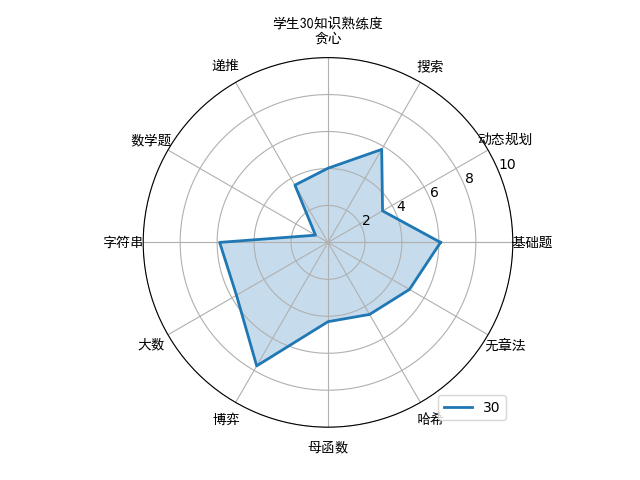 学生30知识熟练度
贪心
递推
搜索
数学题
动态规划
10
8
6
4
2
字符串
基础题
大数
无章法
博弈
哈希
30
母函数